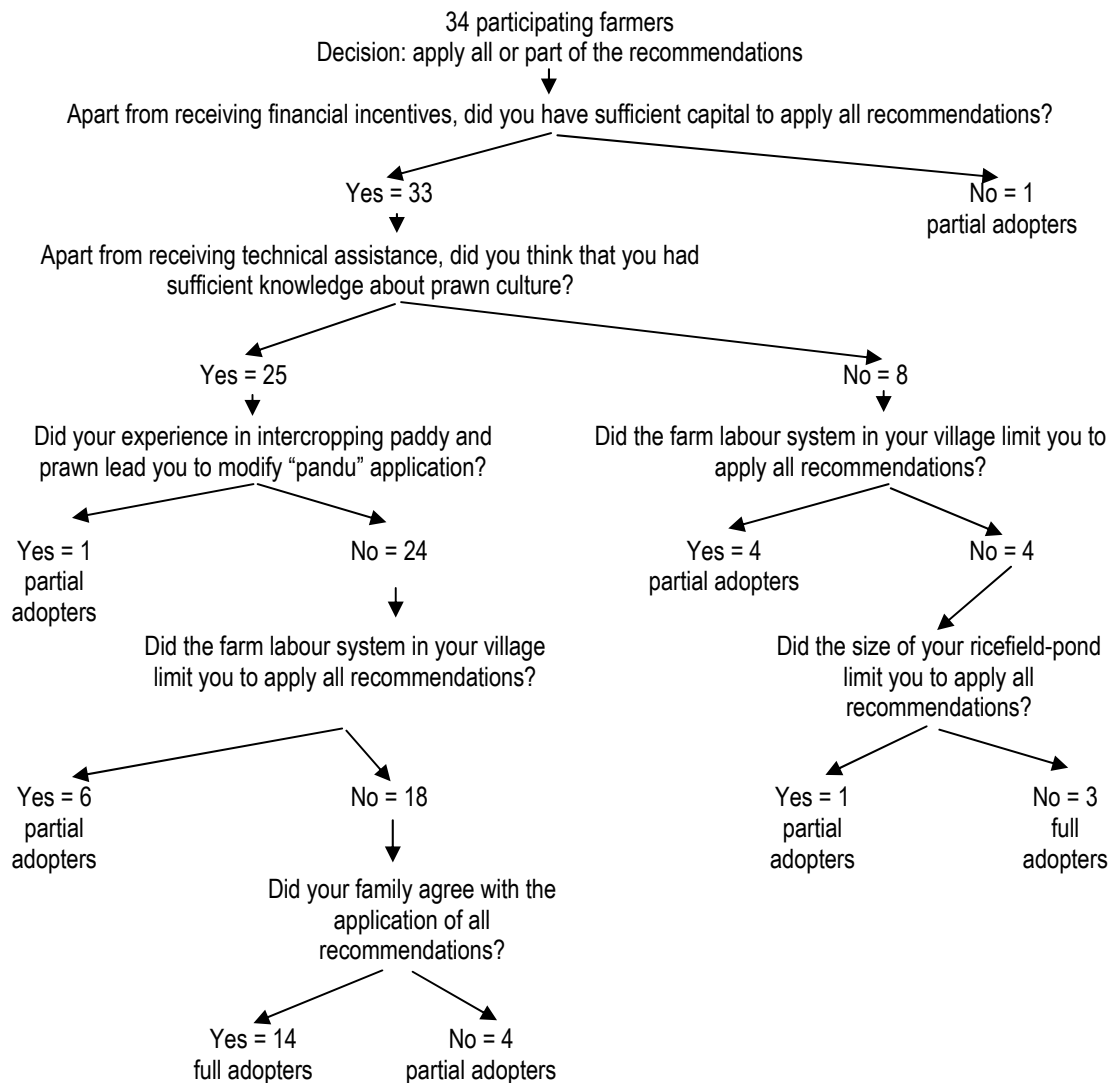 34 participating farmers
Decision: apply all or part of the recommendations
Apart from receiving financial incentives, did you have sufficient capital to apply all recommendations?
Yes = 33
No = 1
partial adopters
Apart from receiving technical assistance, did you think that you had
sufficient knowledge about prawn culture?
Yes = 25
No = 8
Did your experience in intercropping paddy and
prawn lead you to modify “pandu” application?
Did the farm labour system in your village limit you to
apply all recommendations?
Yes = 1
partial
adopters
No = 24
Yes = 4
partial adopters
No = 4
Did the farm labour system in your village
limit you to apply all recommendations?
Did the size of your ricefield-pond
limit you to apply all
recommendations?
Yes = 6
partial
adopters
No = 18
Yes = 1
partial
adopters
No = 3
full
adopters
Did your family agree with the
application of all
recommendations?
Yes = 14
full adopters
No = 4
partial adopters